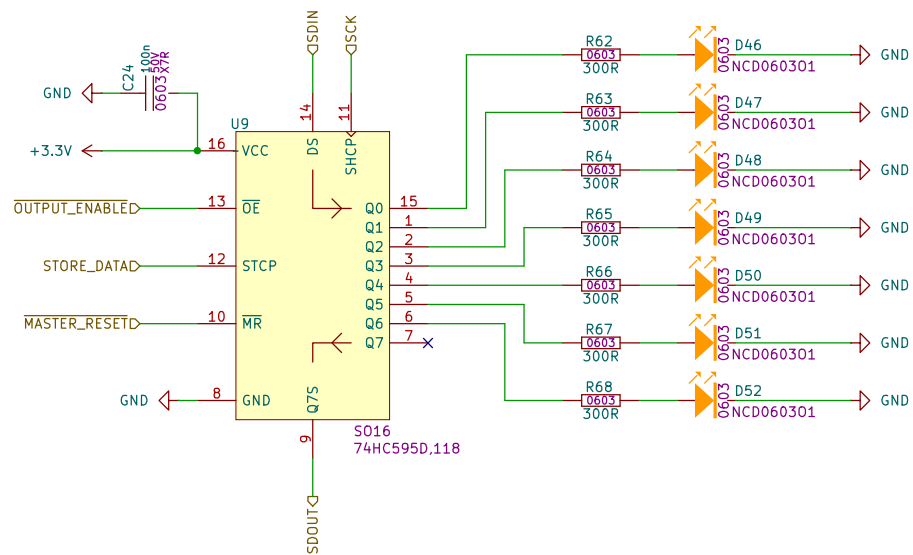 SDIN
SCK
C24
100n
50V
X7R
0603
GND
+3.3V
U9
14
11
DS
SHCP
16
VCC
OUTPUT_ENABLE
13
OE
STORE_DATA
12
STCP
MASTER_RESET
10
MR
GND
8
GND
Q0
15
Q1
1
Q2
2
Q3
3
Q4
4
Q5
5
Q6
6
Q7
7
Q7S
9
SO16
74HC595D,118
SDOUT
R62
0603
300R
0603
D46
NCD0603O1
GND
R63
0603
300R
0603
D47
NCD0603O1
GND
R64
0603
300R
0603
D48
NCD0603O1
GND
R65
0603
300R
0603
D49
NCD0603O1
GND
R66
0603
300R
0603
D50
NCD0603O1
GND
R67
0603
300R
0603
D51
NCD0603O1
GND
R68
0603
300R
0603
D52
NCD0603O1
GND